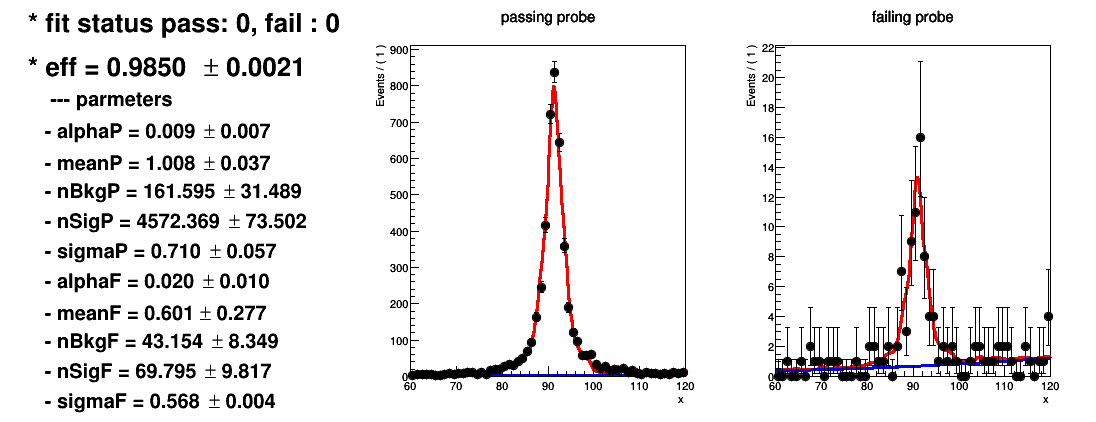 * fit status pass: 0, fail : 0
* eff = 0.9850 ± 0.0021
--- parmeters
- alphaP = 0.009 ± 0.007
- meanP = 1.008 ± 0.037
- nBkgP = 161.595 ± 31.489
- nSigP = 4572.369 ± 73.502
- sigmaP = 0.710 ± 0.057
- alphaF = 0.020 ± 0.010
- meanF = 0.601 ± 0.277
- nBkgF = 43.154 ± 8.349
- nSigF = 69.795 ± 9.817
- sigmaF = 0.568 ± 0.004
passing probe
Events / ( 1 )
900
800
700
600
500
400
300
200
100
0
60 70 80 90 100 110 120
x
failing probe
Events / ( 1 )
22
20
18
16
14
12
10
8
6
4
2
0
60 70 80 90 100 110 120
x